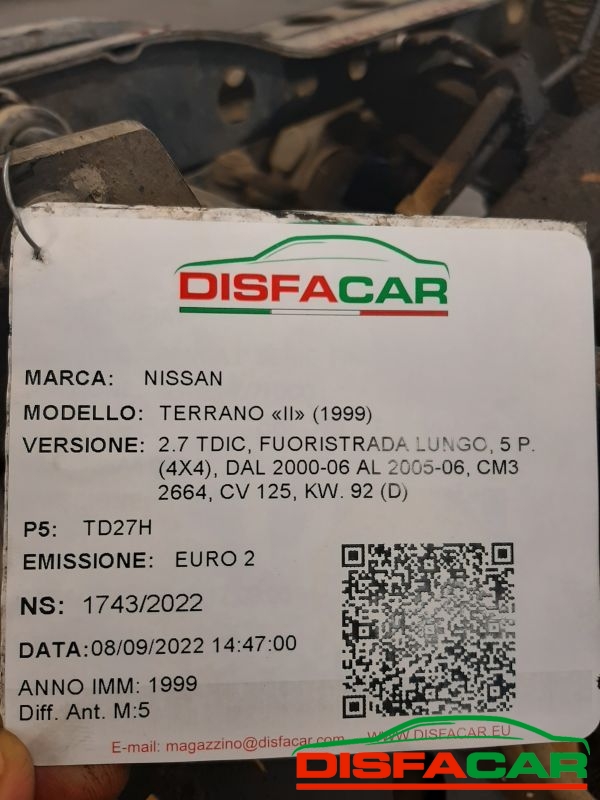 DISFACAR
MARCA: NISSAN
MODELLO: TERRANO «II» (1999)
VERSIONE: 2.7 TDIC, FUORISTRADA LUNGO, 5 P.
(4X4), DAL 2000-06 AL 2005-06, CM3
2664, CV 125, KW. 92 (D)
P5: TD27H
EMISSIONE: EURO 2
NS: 1743/2022
DATA:08/09/2022 14:47:00
ANNO IMM: 1999
Diff. Ant. M:5
E-mail: magazzino@disfacar.com WWW.DISFACAR.EU
DISFACAR